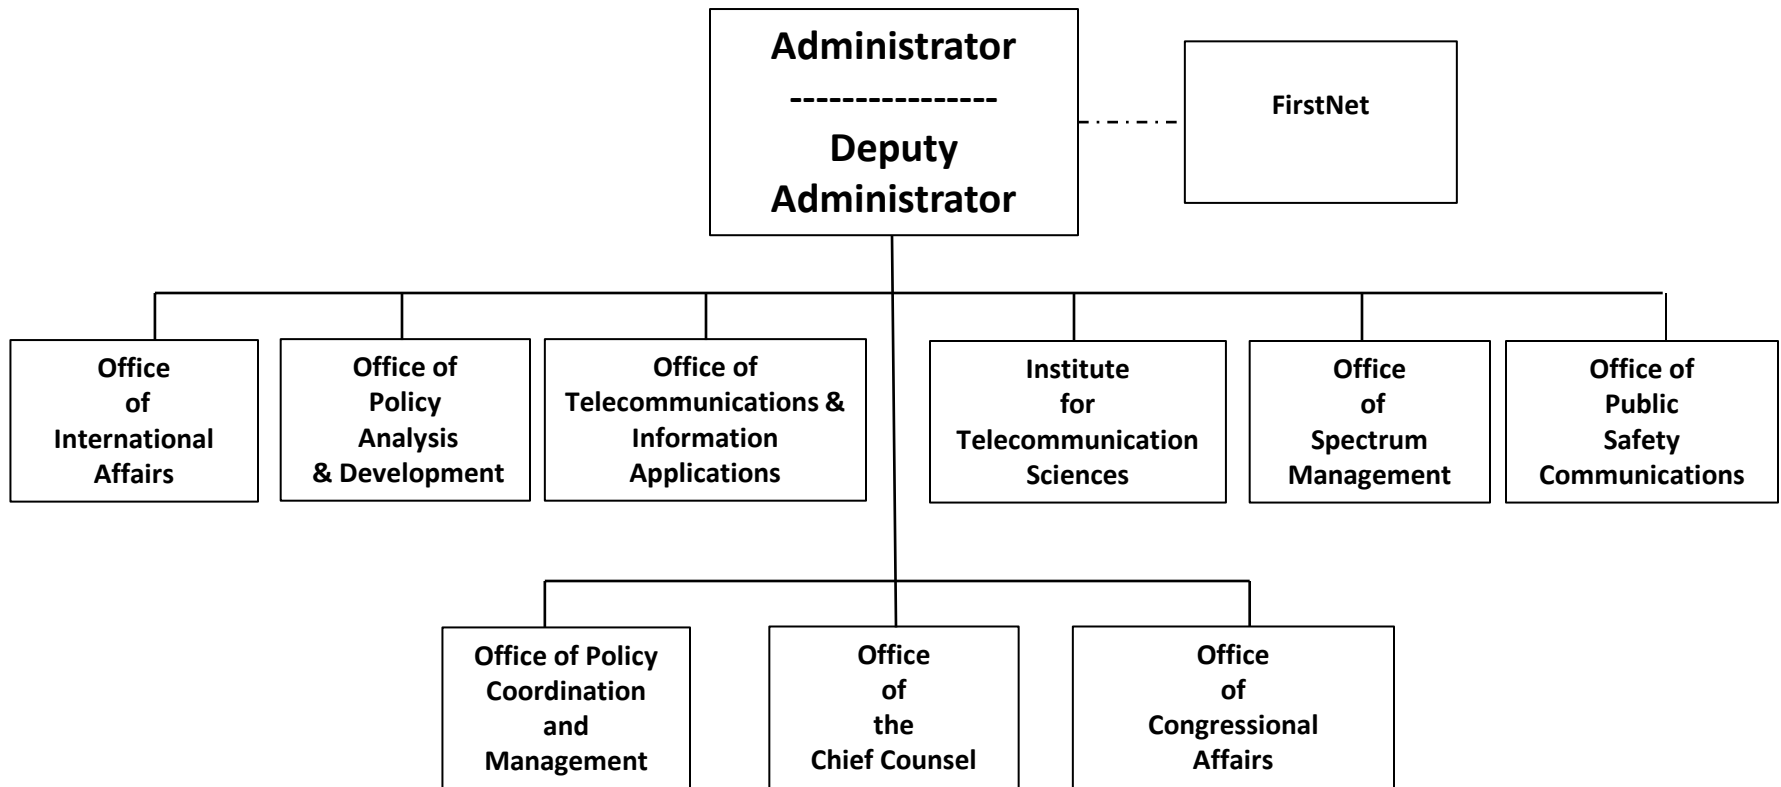 Administrator
----------------
Deputy
Administrator
FirstNet
Office
of
International
Affairs
Office of
Policy
Analysis
& Development
Office of
Telecommunications &
Information
Applications
Institute
for
Telecommunication
Sciences
Office
of
Spectrum
Management
Office of
Public
Safety
Communications
Office of Policy
Coordination
and
Management
Office
of
the
Chief Counsel
Office
of
Congressional
Affairs